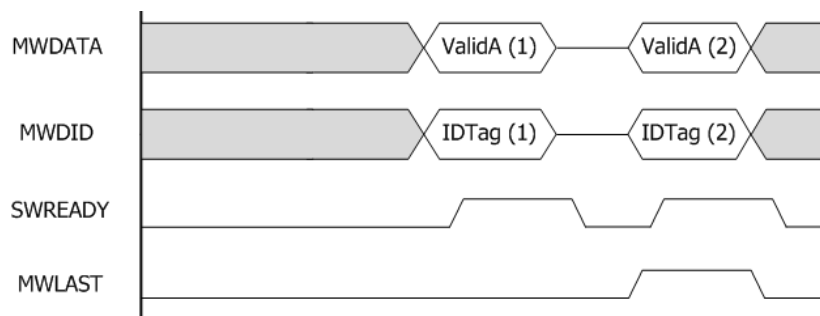 MWDATA ValidA (1) ValidA (2)
MWDID IDTag (1) IDTag (2)
SWREADY
MWLAST